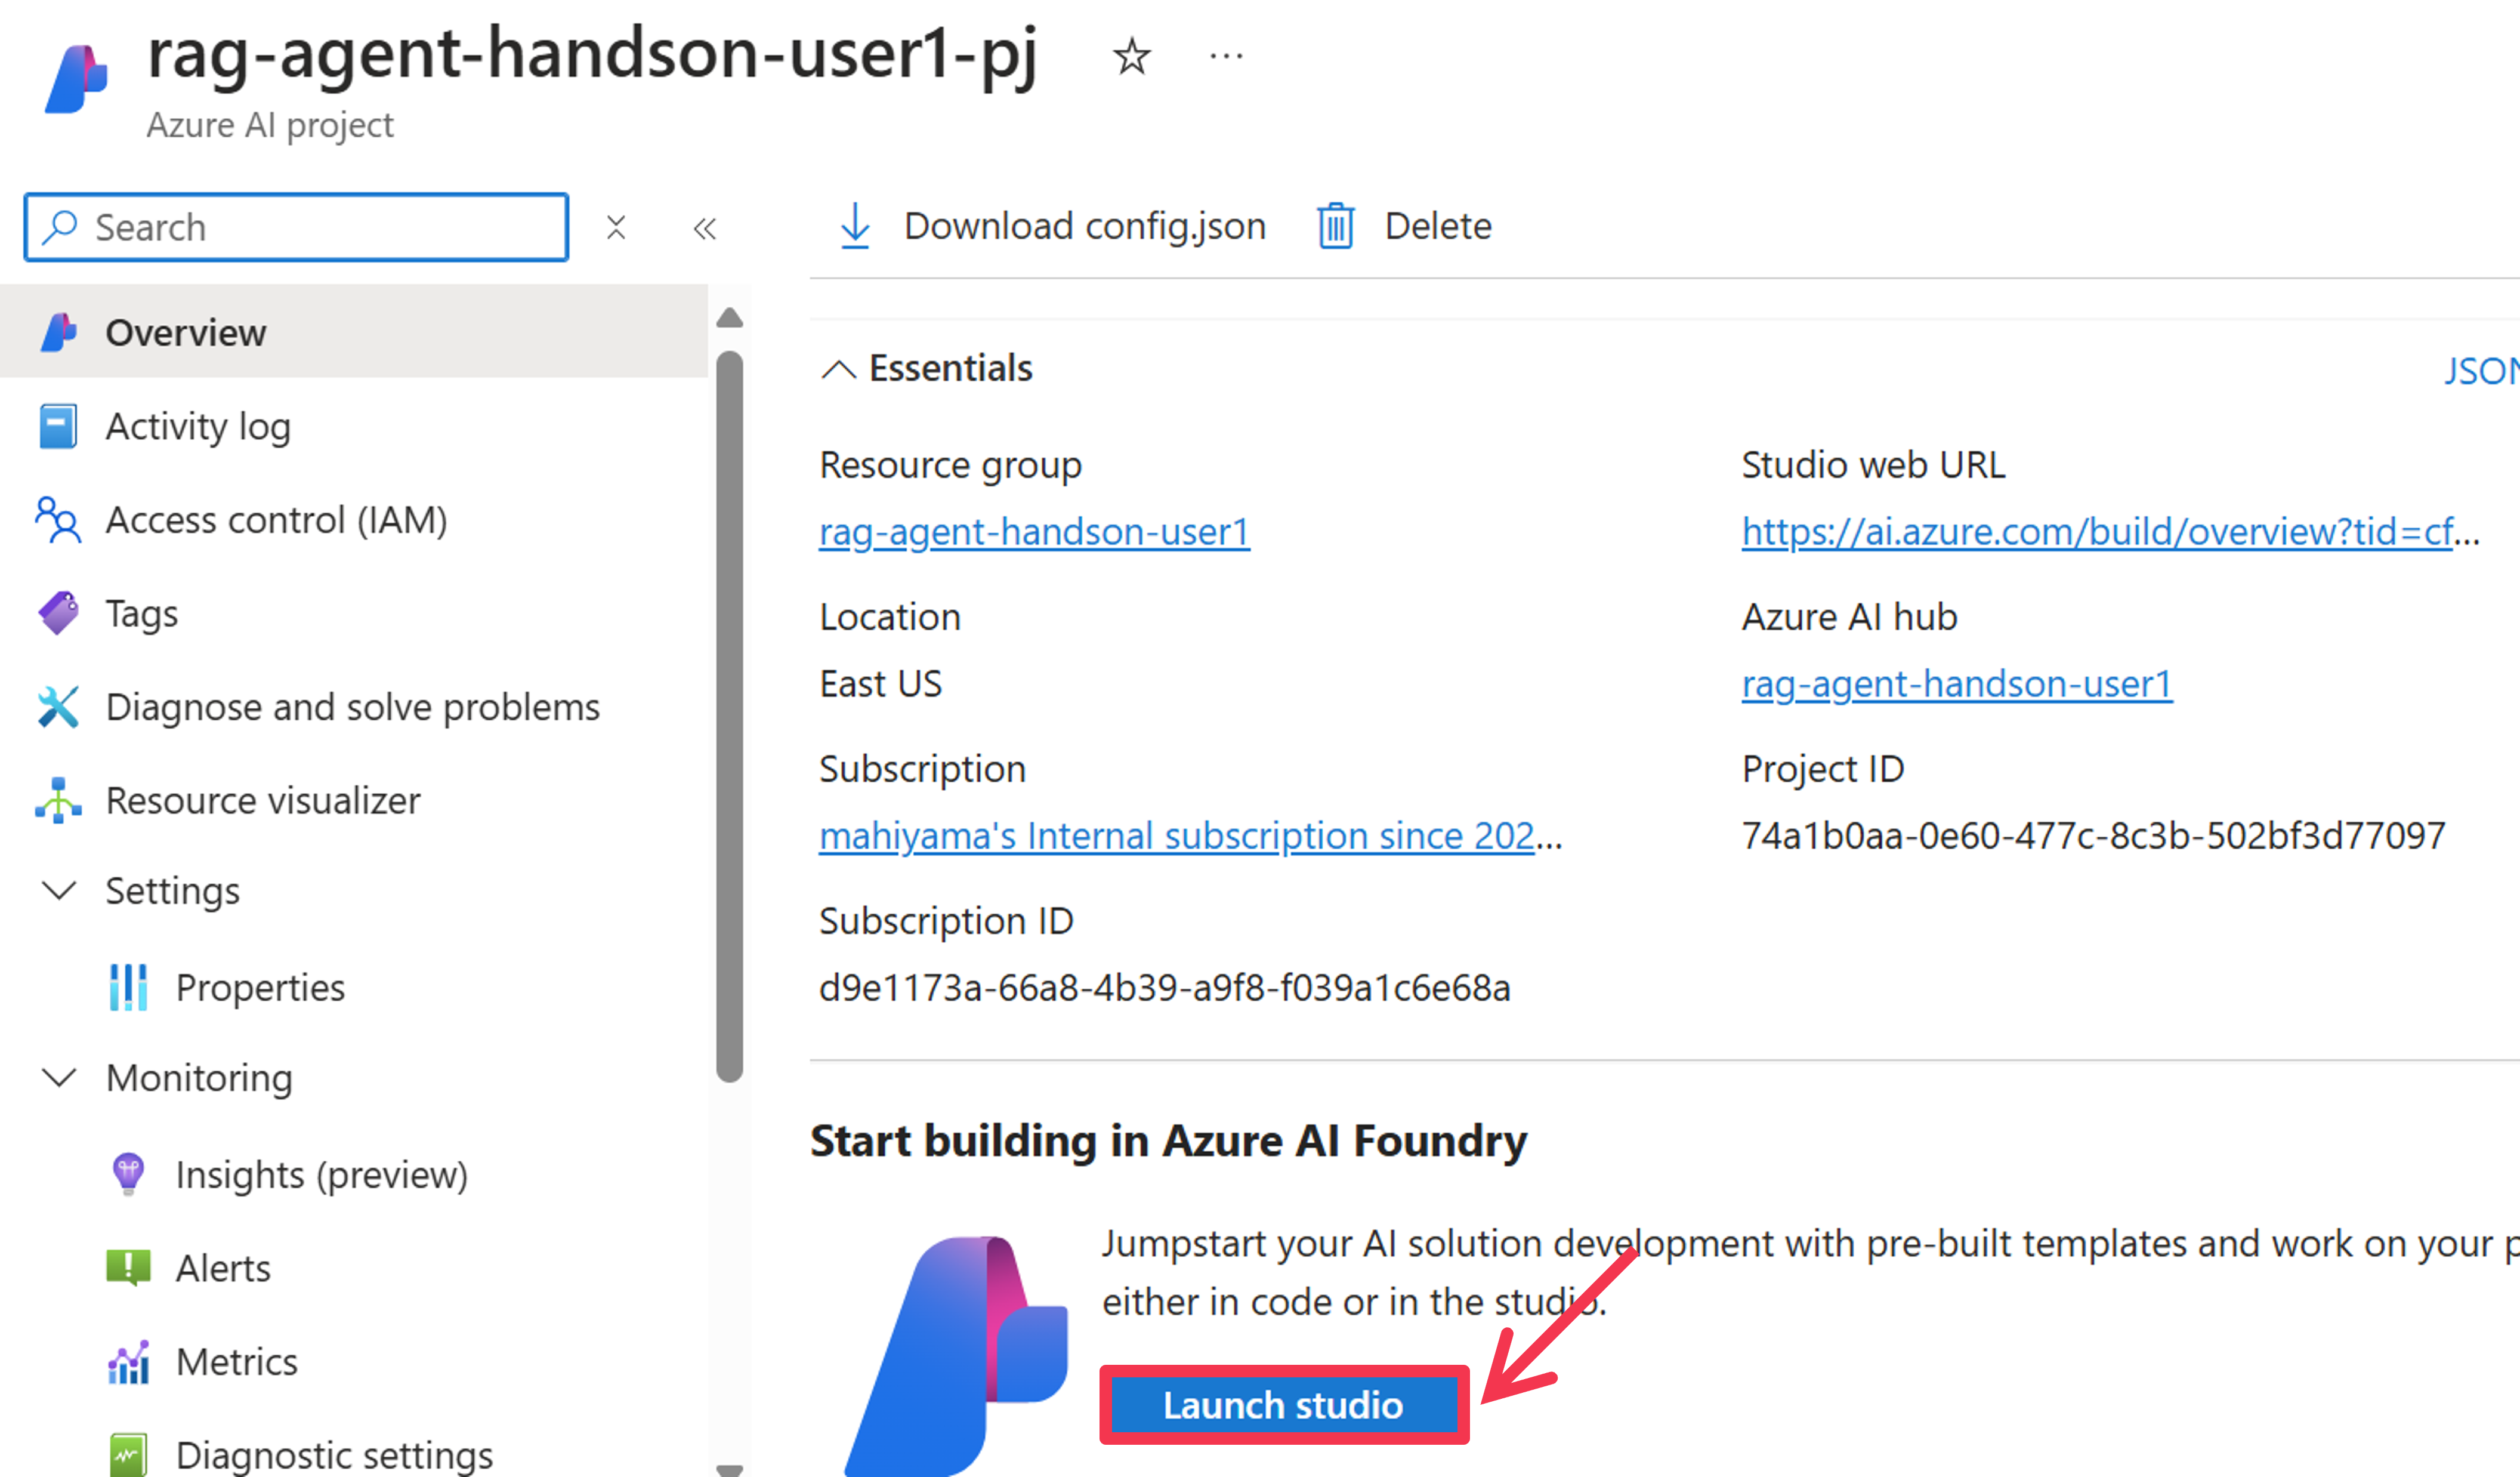 rag-agent-handson-user1-pj
Azure AI project
Search
Download config.json
Delete
Overview
Activity log
Access control (IAM)
Tags
Diagnose and solve problems
Resource visualizer
Settings
Properties
Monitoring
Insights (preview)
Alerts
Metrics
Diagnostic settings
Essentials
JSON
Resource group
rag-agent-handson-user1
Location
East US
Subscription
mahiyama's Internal subscription since 202...
Subscription ID
d9e1173a-66a8-4b39-a9f8-f039a1c6e68a
Studio web URL
https://ai.azure.com/build/overview?tid=cf...
Azure AI hub
rag-agent-handson-user1
Project ID
74a1b0aa-0e60-477c-8c3b-502bf3d77097
Start building in Azure AI Foundry
Jumpstart your AI solution development with pre-built templates and work on your p
either in code or in the studio.
Launch studio